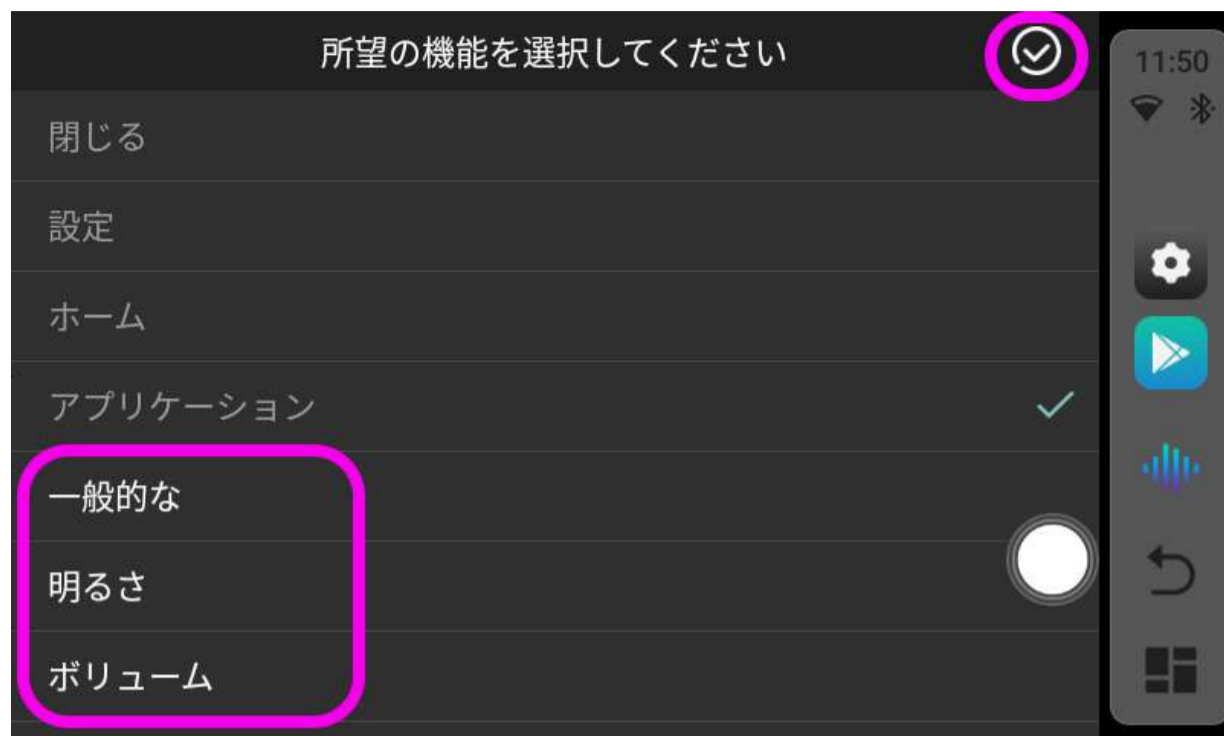 所望の機能を選択してください
11:50
閉じる
設定
ホーム
アプリケーション
一般的な
明るさ
ボリューム